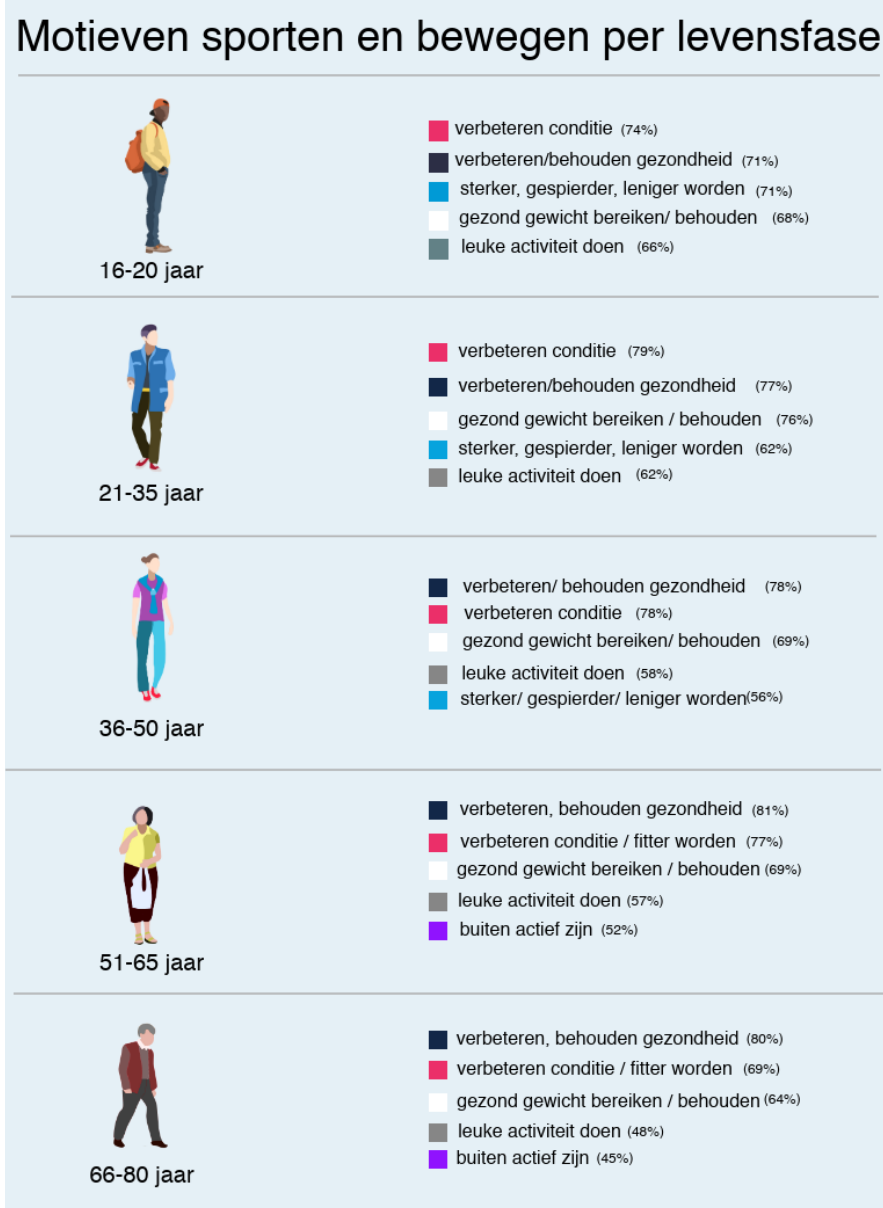 Motieven sporten en bewegen per levensfase
verbeteren conditie (74%)
verbeteren/behouden gezondheid (71%)
sterker, gespierder, leniger worden (71%)
gezond gewicht bereiken/ behouden (68%)
leuke activiteit doen (66%)
16-20 jaar
verbeteren conditie (79%)
verbeteren/behouden gezondheid (77%)
gezond gewicht bereiken / behouden (76%)
sterker, gespierder, leniger worden (62%)
leuke activiteit doen (62%)
21-35 jaar
verbeteren/ behouden gezondheid (78%)
verbeteren conditie (78%)
gezond gewicht bereiken/ behouden (69%)
leuke activiteit doen (58%)
sterker/ gespierder/ leniger worden(56%)
36-50 jaar
verbeteren, behouden gezondheid (81%)
verbeteren conditie / fitter worden (77%)
gezond gewicht bereiken / behouden (69%)
leuke activiteit doen (57%)
buiten actief zijn (52%)
51-65 jaar
verbeteren, behouden gezondheid (80%)
verbeteren conditie / fitter worden (69%)
gezond gewicht bereiken / behouden (64%)
leuke activiteit doen (48%)
buiten actief zijn (45%)
66-80 jaar